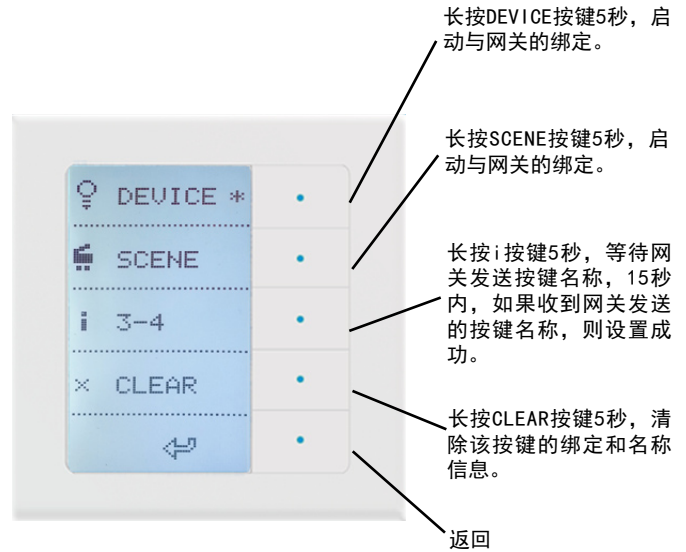 长按DEVICE按键5秒，启
动与网关的绑定。
长按SCENE按键5秒，启
动与网关的绑定。
长按i按键5秒，等待网
关发送按键名称，15秒
内，如果收到网关发送
的按键名称，则设置成
功。
长按CLEAR按键5秒，清
除该按键的绑定和名称
信息。
返回
DEVICE *
SCENE
i 3-4
× CLEAR